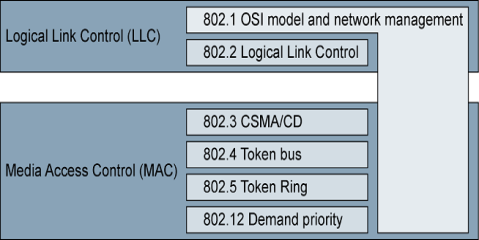 Logical Link Control (LLC)
802.1 OSI model and network management
802.2 Logical Link Control
Media Access Control (MAC)
802.3 CSMA/CD
802.4 Token bus
802.5 Token Ring
802.12 Demand priority